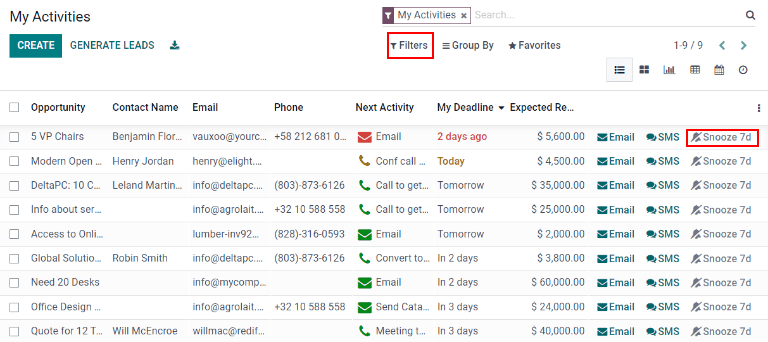 My Activities
My Activities × Search...
CREATE GENERATE LEADS Filters Group By Favorites 1-9 / 9
Opportunity Contact Name Email Phone Next Activity My Deadline Expected Re...
5 VP Chairs Benjamin Flor... vauxoo@yourc... +58 212 681 0... Email 2 days ago $ 5,600.00 Email SMS Snooze 7d
Modern Open ... Henry Jordan henry@elight.... Conf call ... Today $ 4,500.00 Email SMS Snooze 7d
DeltaPC: 10 C... Leland Martin... info@deltapc.... (803)-873-6126 Call to get... Tomorrow $ 35,000.00 Email SMS Snooze 7d
Info about ser... info@agrolait.... +32 10 588 558 Call to get... Tomorrow $ 25,000.00 Email SMS Snooze 7d
Access to Onli... lumber-inv92... (828)-316-0593 Email Tomorrow $ 2,000.00 Email SMS Snooze 7d
Global Solutio... Robin Smith info@deltapc.... (803)-873-6126 Convert to... In 2 days $ 3,800.00 Email SMS Snooze 7d
Need 20 Desks info@mycomp... Email In 2 days $ 60,000.00 Email SMS Snooze 7d
Office Design ... info@agrolait.... +32 10 588 558 Send Cata... In 3 days $ 24,000.00 Email SMS Snooze 7d
Quote for 12 T... Will McEncroe willmac@redif... Meeting t... In 3 days $ 40,000.00 Email SMS Snooze 7d